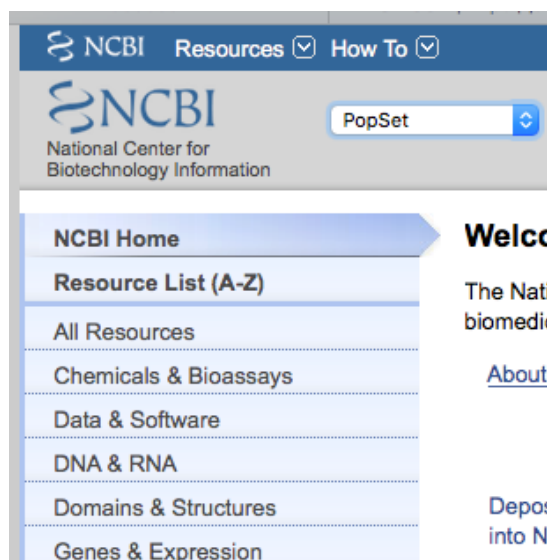 NCBI Resources How To
NCBI
National Center for
Biotechnology Information
PopSet
NCBI Home
Resource List (A-Z)
All Resources
Chemicals & Bioassays
Data & Software
DNA & RNA
Domains & Structures
Genes & Expression
Welco
The Nati
biomedi
About
Depos
into N